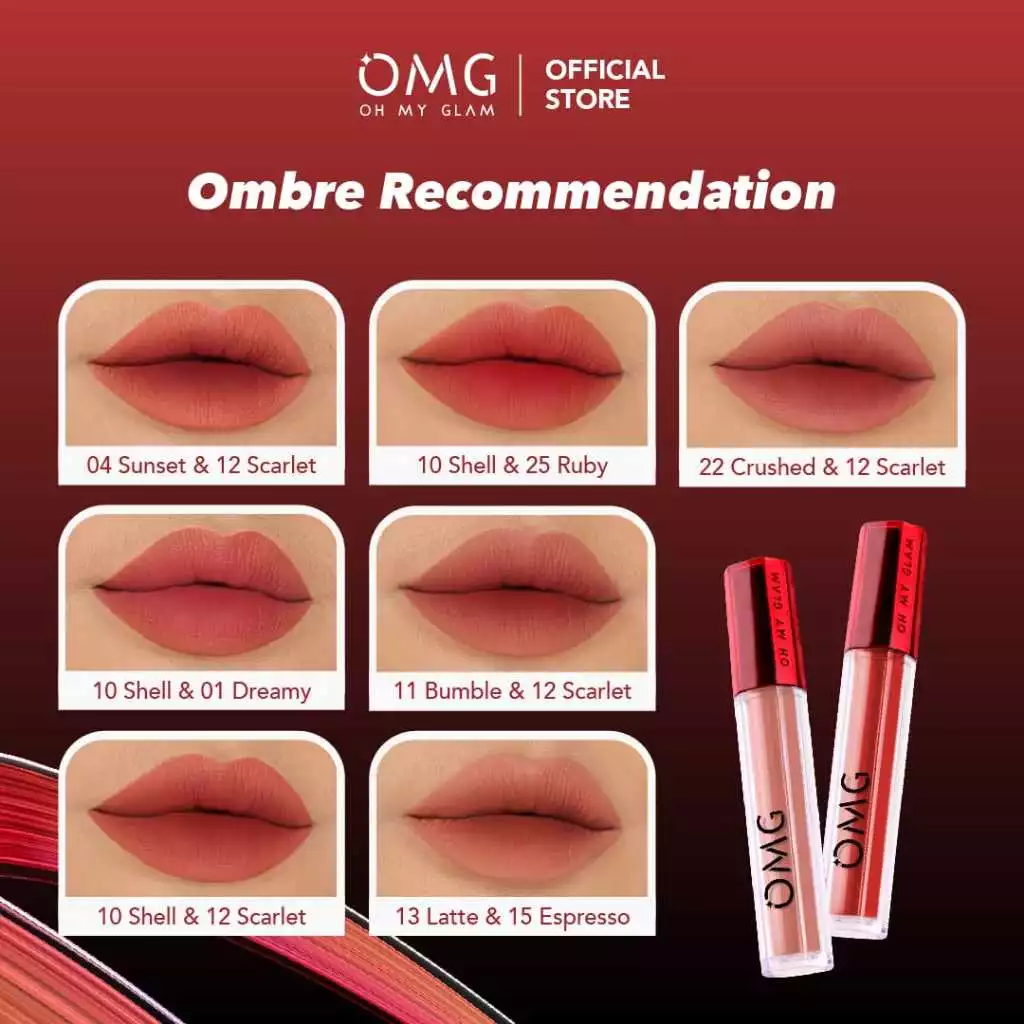 OMG
OH MY GLAM
OFFICIAL
STORE
Ombre Recommendation
04 Sunset & 12 Scarlet
10 Shell & 25 Ruby
22 Crushed & 12 Scarlet
10 Shell & 01 Dreamy
11 Bumble & 12 Scarlet
10 Shell & 12 Scarlet
13 Latte & 15 Espresso
OH MY GLAM
OMG
OH MY GLAM
OMG